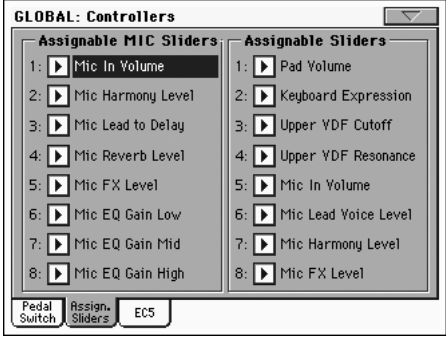 GLOBAL: Controllers
Assignable MIC Sliders
1: Mic In Volume
2: Mic Harmony Level
3: Mic Lead to Delay
4: Mic Reverb Level
5: Mic FX Level
6: Mic EQ Gain Low
7: Mic EQ Gain Mid
8: Mic EQ Gain High
Assignable Sliders
1: Pad Volume
2: Keyboard Expression
3: Upper VDF Cutoff
4: Upper VDF Resonance
5: Mic In Volume
6: Mic Lead Voice Level
7: Mic Harmony Level
8: Mic FX Level
Pedal
Switch
Assign.
Sliders
EC5